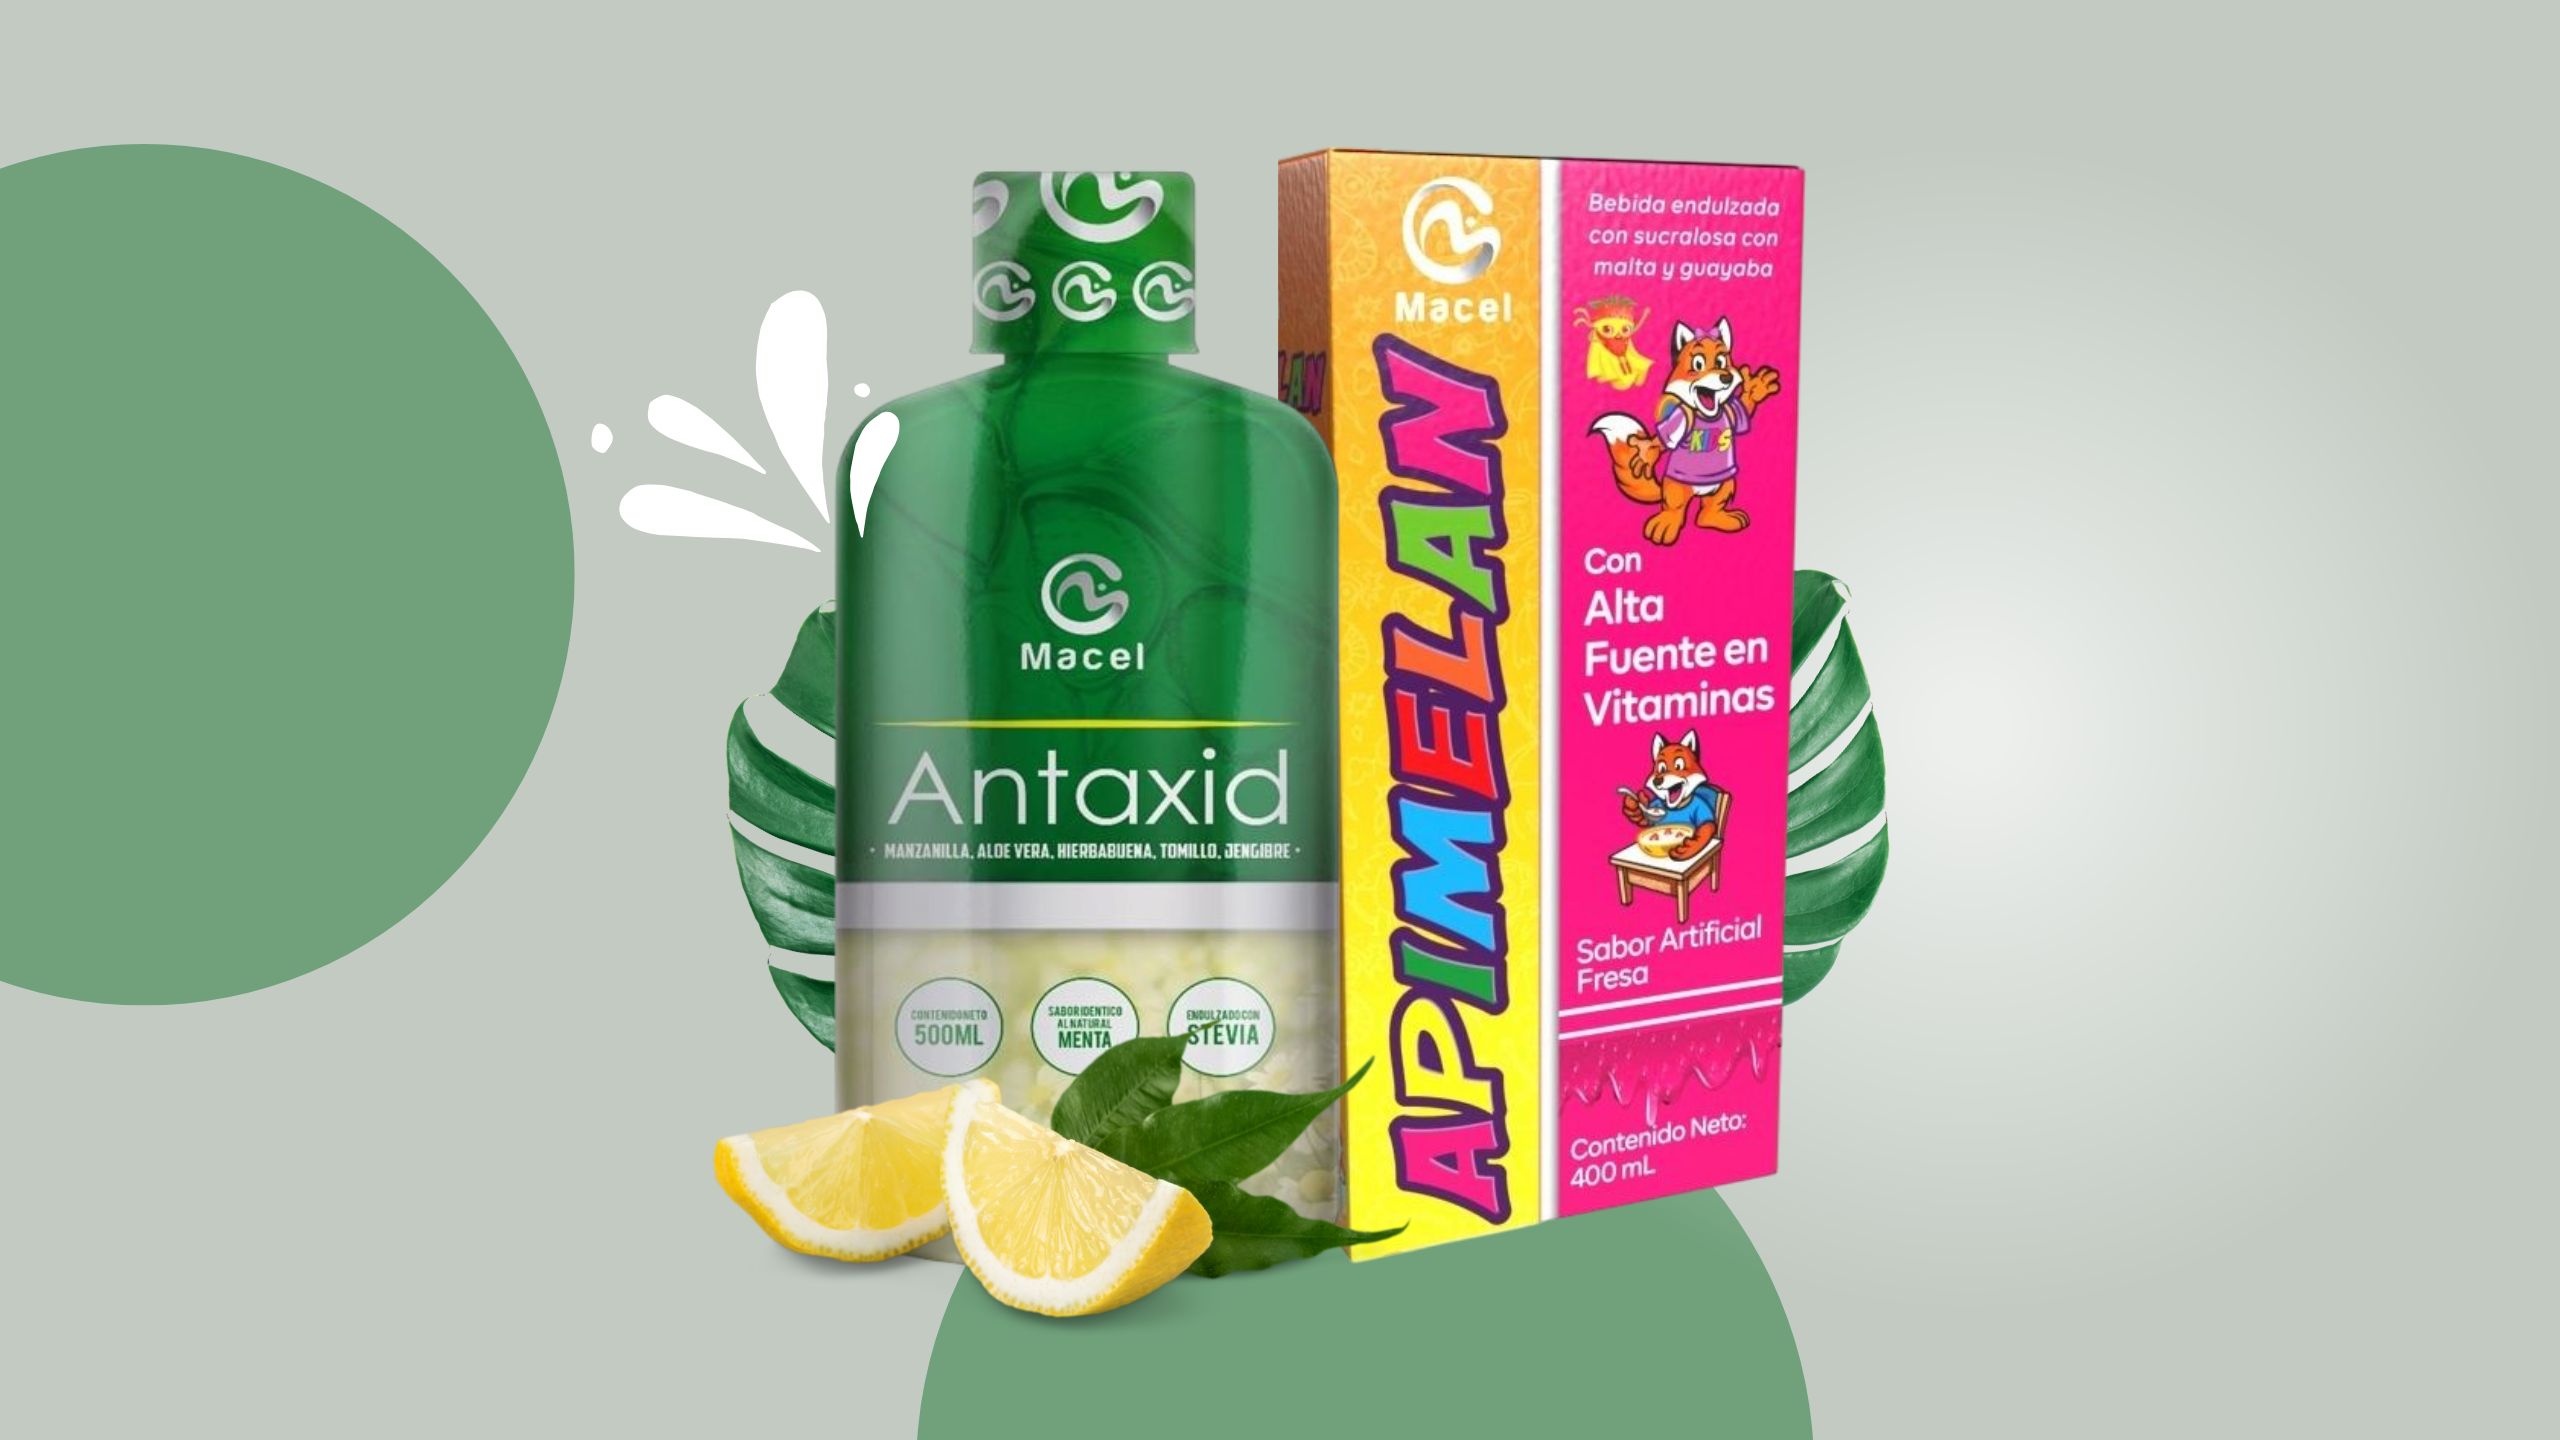 Macel
Antaxid
• MANZANILLA, ALOE VERA, HIERBABUENA, TOMILLO, JENGIBRE •
CONTENIDO NETO
500ML
SABOR IDENTICO
AL NATURAL
MENTA
ENDULZADO CON
STEVIA
LAN
Macel
APIMELAN
Bebida endulzada
con sucralosa con
malta y guayaba
KIDS
Con
Alta
Fuente en
Vitaminas
Sabor Artificial
Fresa
Contenido Neto:
400 mL